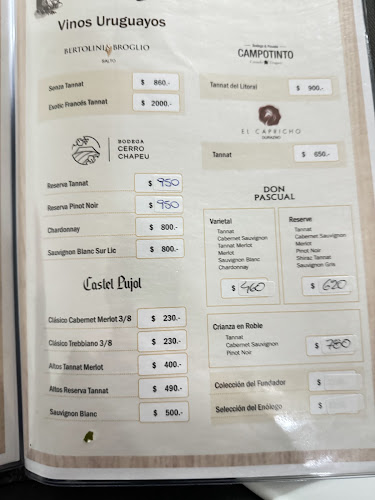 Vinos Uruguayos
BERTOLINI & BROGLIO
SALTO
Senza Tannat $ 860.-
Exotic Francés Tannat $ 2000.-
BODEGA
CERRO
CHAPEU
Reserva Tannat $ 950
Reserva Pinot Noir $ 950
Chardonnay $ 800.-
Sauvignon Blanc Sur Lie $ 800.-
Castel Pujol
Clásico Cabernet Merlot 3/8 $ 230.-
Clásico Trebbiano 3/8 $ 230.-
Altos Tannat Merlot $ 400.-
Altos Reserva Tannat $ 490.-
Sauvignon Blanc $ 500.-
CAMPOTINTO
Tannat del Litoral $ 900.-
EL CAPRICHO
DURAZNO
Tannat $ 650.-
DON
PASCUAL
Varietal
Tannat
Cabernet Sauvignon
Tannat Merlot
Merlot
Sauvignon Blanc
Chardonnay
$ 460
Reserve
Tannat
Cabernet Sauvignon
Merlot
Pinot Noir
Shiraz Tannat
Sauvignon Gris
$ 620
Crianza en Roble
Tannat
Cabernet Sauvignon
Pinot Noir
$ 780
Colección del Fundador $
Selección del Enólogo $